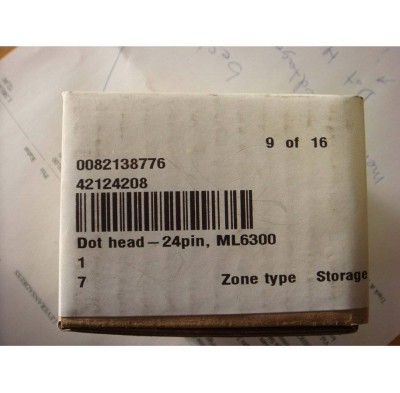 9 of 16
0082138776
42124208
Dot head-24pin, ML6300
1
7 Zone type Storage